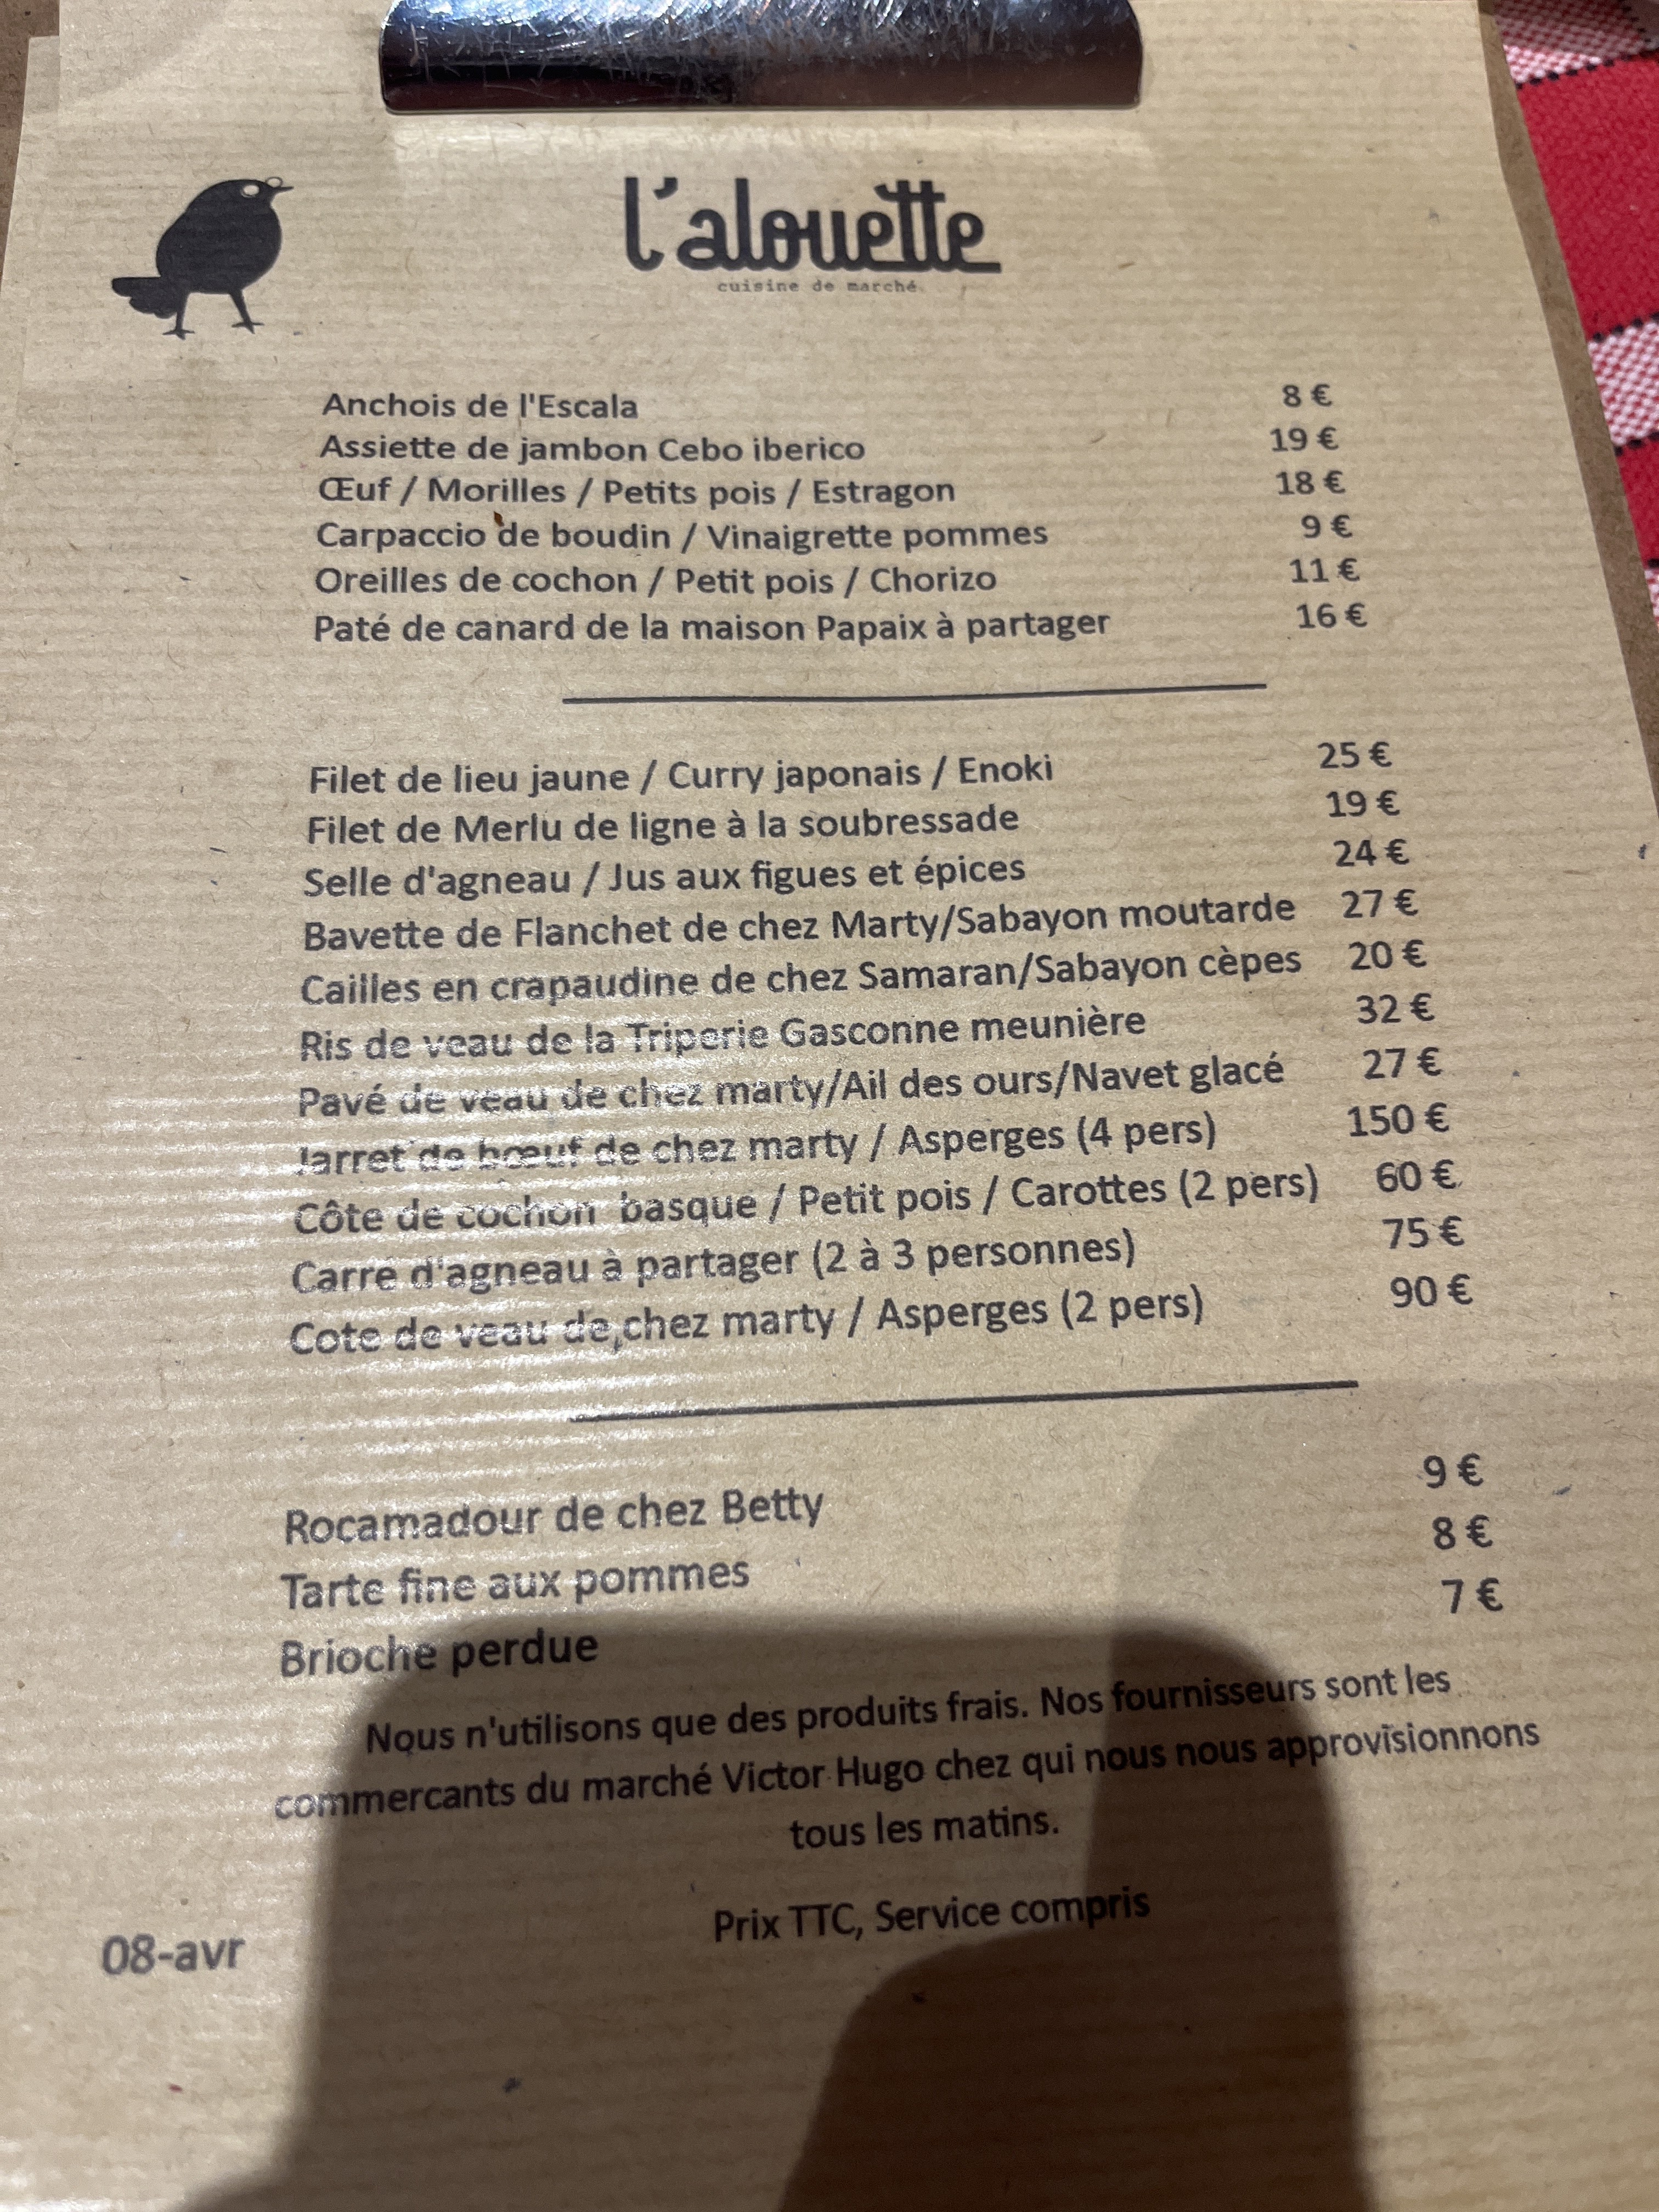 l'alouette
cuisine de marché
Anchois de l'Escala 8 €
Assiette de jambon Cebo iberico 19 €
Œuf / Morilles / Petits pois / Estragon 18 €
Carpaccio de boudin / Vinaigrette pommes 9 €
Oreilles de cochon / Petit pois / Chorizo 11 €
Paté de canard de la maison Papaix à partager 16 €
Filet de lieu jaune / Curry japonais / Enoki 25 €
Filet de Merlu de ligne à la soubressade 19 €
Selle d'agneau / Jus aux figues et épices 24 €
Bavette de Flanchet de chez Marty/Sabayon moutarde 27 €
Cailles en crapaudine de chez Samaran/Sabayon cèpes 20 €
Ris de veau de la Triperie Gasconne meunière 32 €
Pavé de veau de chez marty/Ail des ours/Navet glacé 27 €
Jarret de bœuf de chez marty / Asperges (4 pers) 150 €
Côte de cochon basque / Petit pois / Carottes (2 pers) 60 €
Carré d'agneau à partager (2 à 3 personnes) 75 €
Cote de veau de chez marty / Asperges (2 pers) 90 €
Rocamadour de chez Betty 9 €
Tarte fine aux pommes 8 €
Brioche perdue 7 €
Nous n'utilisons que des produits frais. Nos fournisseurs sont les
commercants du marché Victor Hugo chez qui nous nous approvisionnons
tous les matins.
Prix TTC, Service compris
08-avr